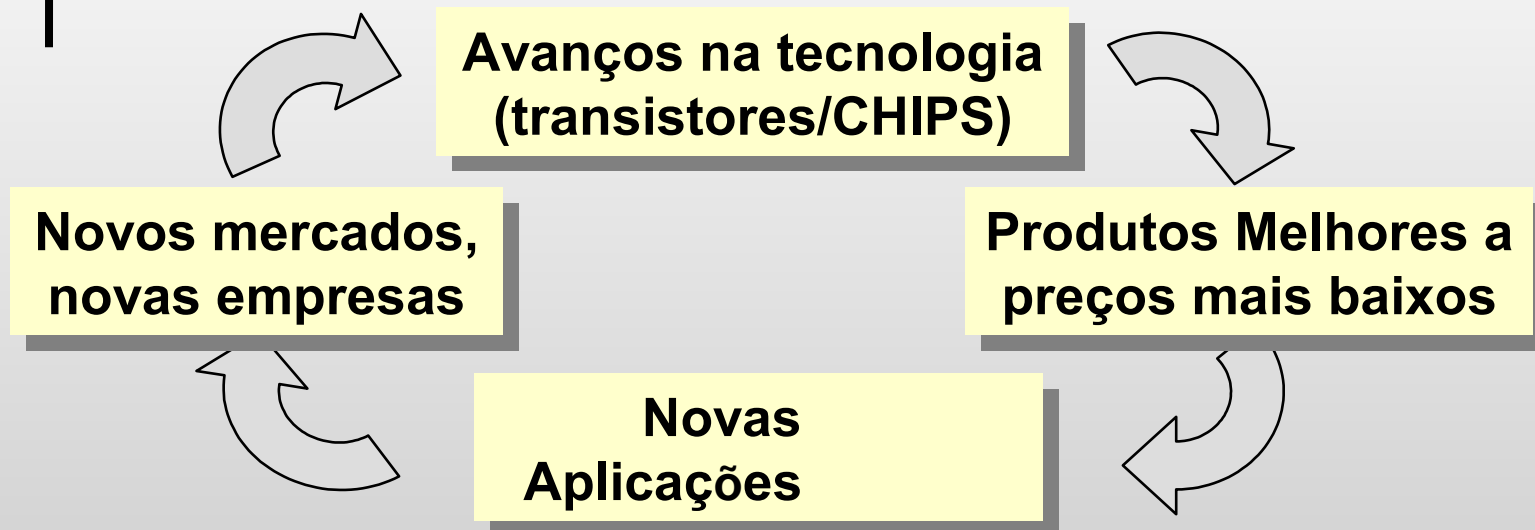 Avanços na tecnologia
(transistores/CHIPS)
Novos mercados,
novas empresas
Produtos Melhores a
preços mais baixos
Novas
Aplicações